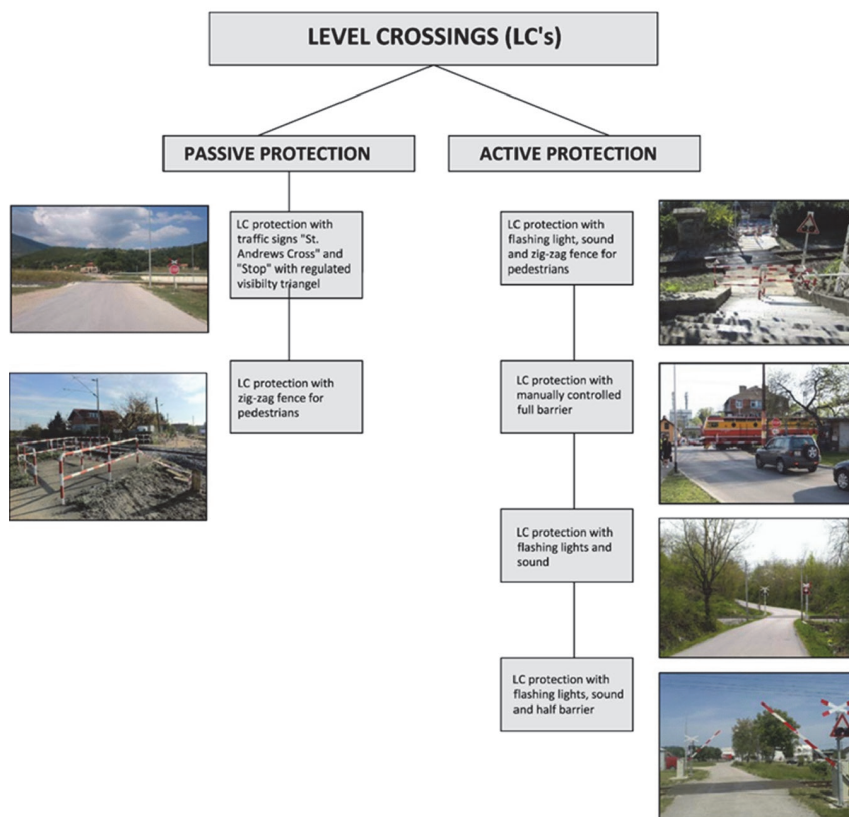 LEVEL CROSSINGS (LC's)
PASSIVE PROTECTION
ACTIVE PROTECTION
LC protection with
traffic signs "St.
Andrews Cross" and
"Stop" with regulated
visibilty triangel
LC protection with
zig-zag fence for
pedestrians
LC protection with
flashing light, sound
and zig-zag fence for
pedestrians
LC protection with
manually controlled
full barrier
LC protection with
flashing lights and
sound
LC protection with
flashing lights, sound
and half barrier